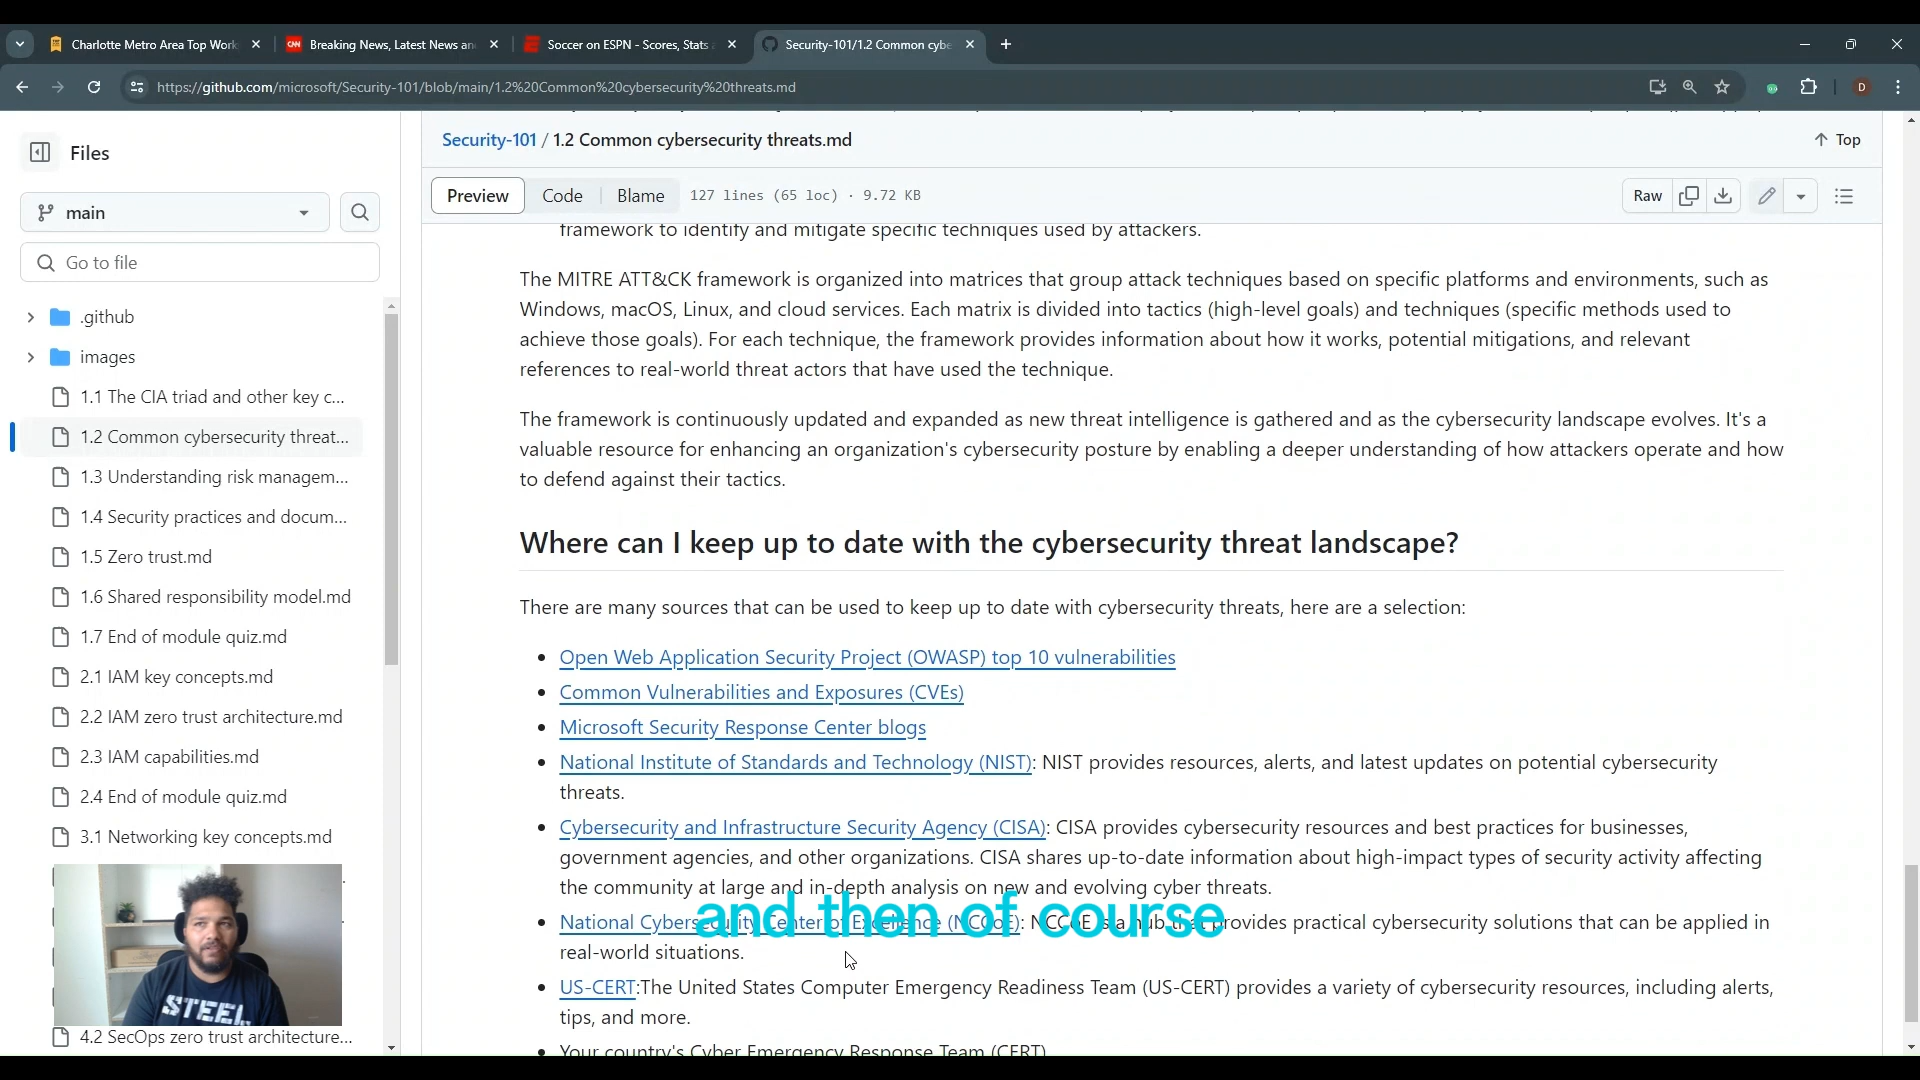 Charlotte Metro Area Top Work
Breaking News, Latest News an
Soccer on ESPN - Scores, Stats
Security-101/1.2 Common cybe
https://github.com/microsoft/Security-101/blob/main/1.2%20Common%20cybersecurity%20threats.md
D
Files
main
Go to file
.github
images
1.1 The CIA triad and other key c...
1.2 Common cybersecurity threat...
1.3 Understanding risk managem...
1.4 Security practices and docum...
1.5 Zero trust.md
1.6 Shared responsibility model.md
1.7 End of module quiz.md
2.1 IAM key concepts.md
2.2 IAM zero trust architecture.md
2.3 IAM capabilities.md
2.4 End of module quiz.md
3.1 Networking key concepts.md
STEEL
4.2 SecOps zero trust architecture...
Security-101 / 1.2 Common cybersecurity threats.md
Top
Preview Code Blame 127 lines (65 loc) · 9.72 KB
Raw
framework to identify and mitigate specific techniques used by attackers.
The MITRE ATT&CK framework is organized into matrices that group attack techniques based on specific platforms and environments, such as
Windows, macOS, Linux, and cloud services. Each matrix is divided into tactics (high-level goals) and techniques (specific methods used to
achieve those goals). For each technique, the framework provides information about how it works, potential mitigations, and relevant
references to real-world threat actors that have used the technique.
The framework is continuously updated and expanded as new threat intelligence is gathered and as the cybersecurity landscape evolves. It's a
valuable resource for enhancing an organization's cybersecurity posture by enabling a deeper understanding of how attackers operate and how
to defend against their tactics.
Where can I keep up to date with the cybersecurity threat landscape?
There are many sources that can be used to keep up to date with cybersecurity threats, here are a selection:
Open Web Application Security Project (OWASP) top 10 vulnerabilities
Common Vulnerabilities and Exposures (CVEs)
Microsoft Security Response Center blogs
National Institute of Standards and Technology (NIST): NIST provides resources, alerts, and latest updates on potential cybersecurity
threats.
Cybersecurity and Infrastructure Security Agency (CISA): CISA provides cybersecurity resources and best practices for businesses,
government agencies, and other organizations. CISA shares up-to-date information about high-impact types of security activity affecting
the community at large and in-depth analysis on new and evolving cyber threats.
and then of course
National Cybersecurity Center of Excellence (NCCoE): NCCoE is a hub that provides practical cybersecurity solutions that can be applied in
real-world situations.
US-CERT:The United States Computer Emergency Readiness Team (US-CERT) provides a variety of cybersecurity resources, including alerts,
tips, and more.
Your country's Cyber Emergency Response Team (CERT)